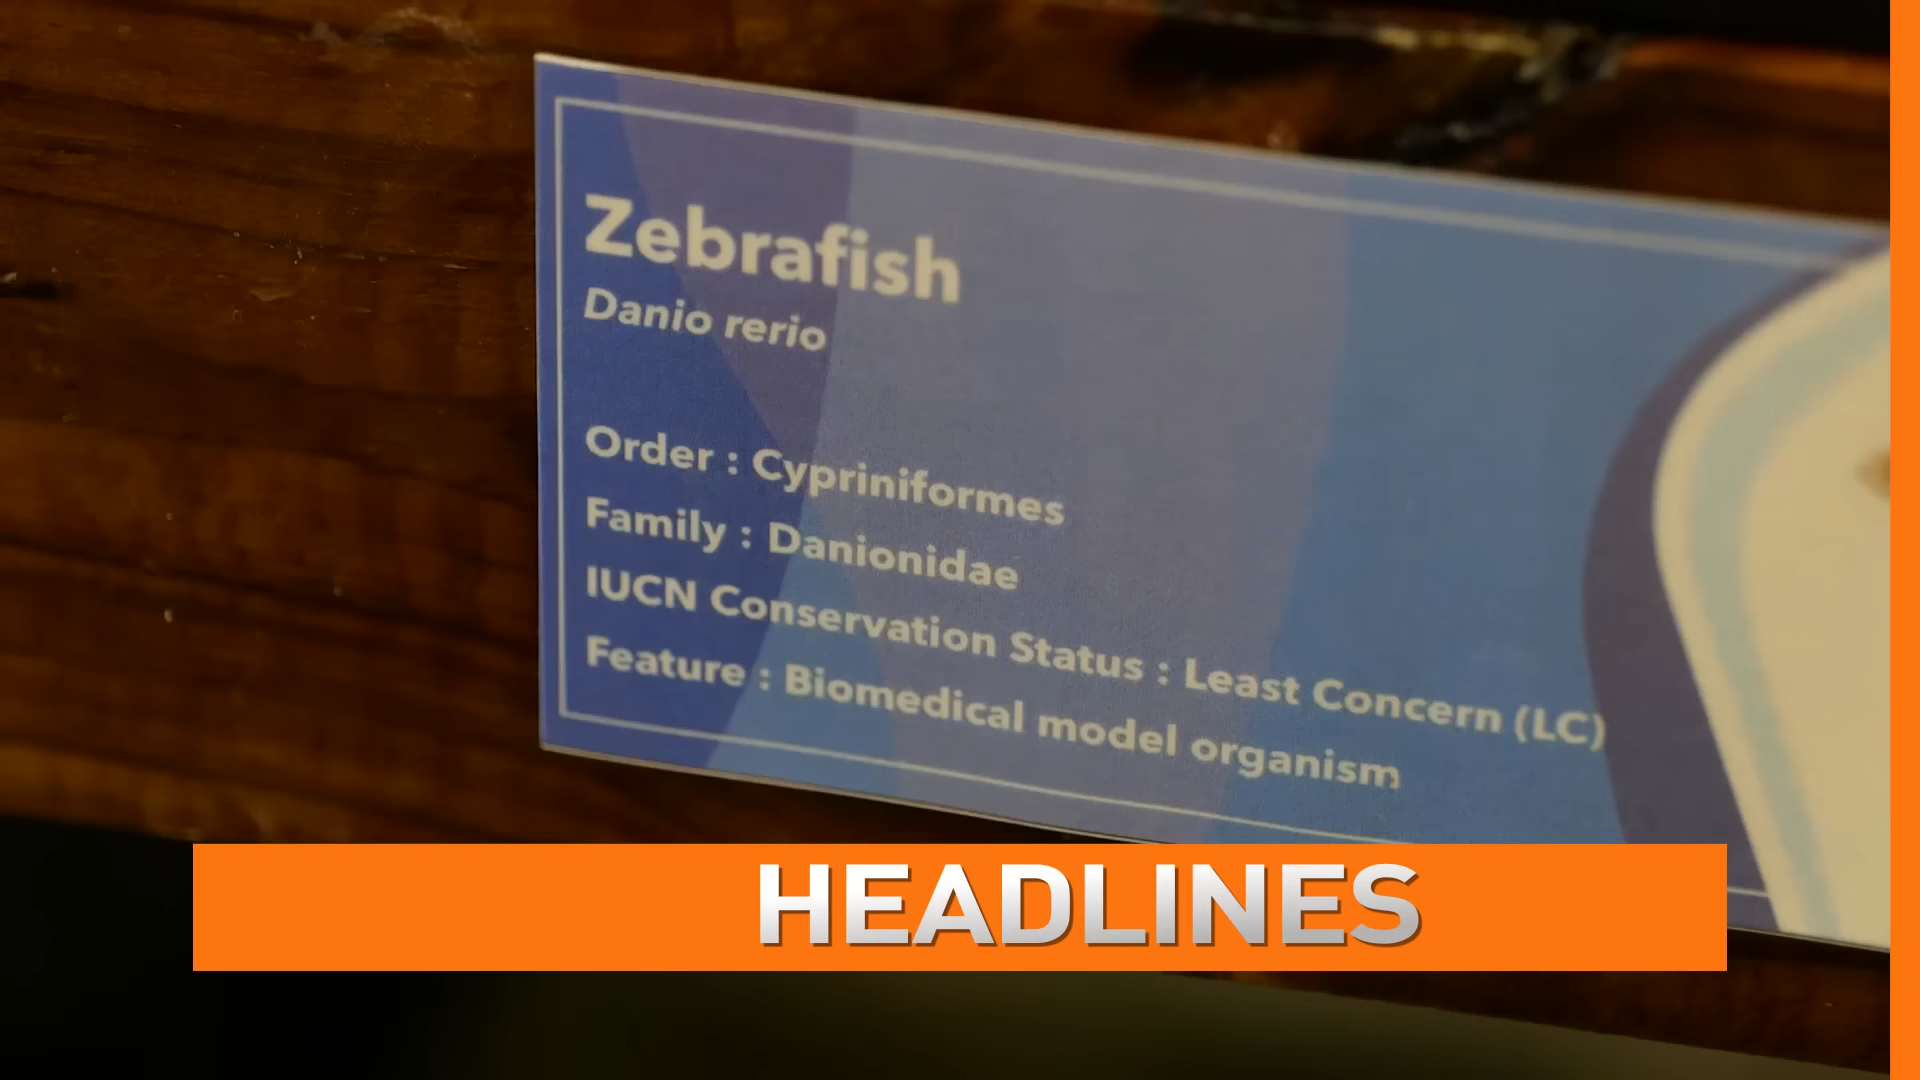 Zebrafish
Danio rerio
Order : Cypriniformes
Family : Danionidae
IUCN Conservation Status : Least Concern (LC)
Feature : Biomedical model organism
HEADLINES